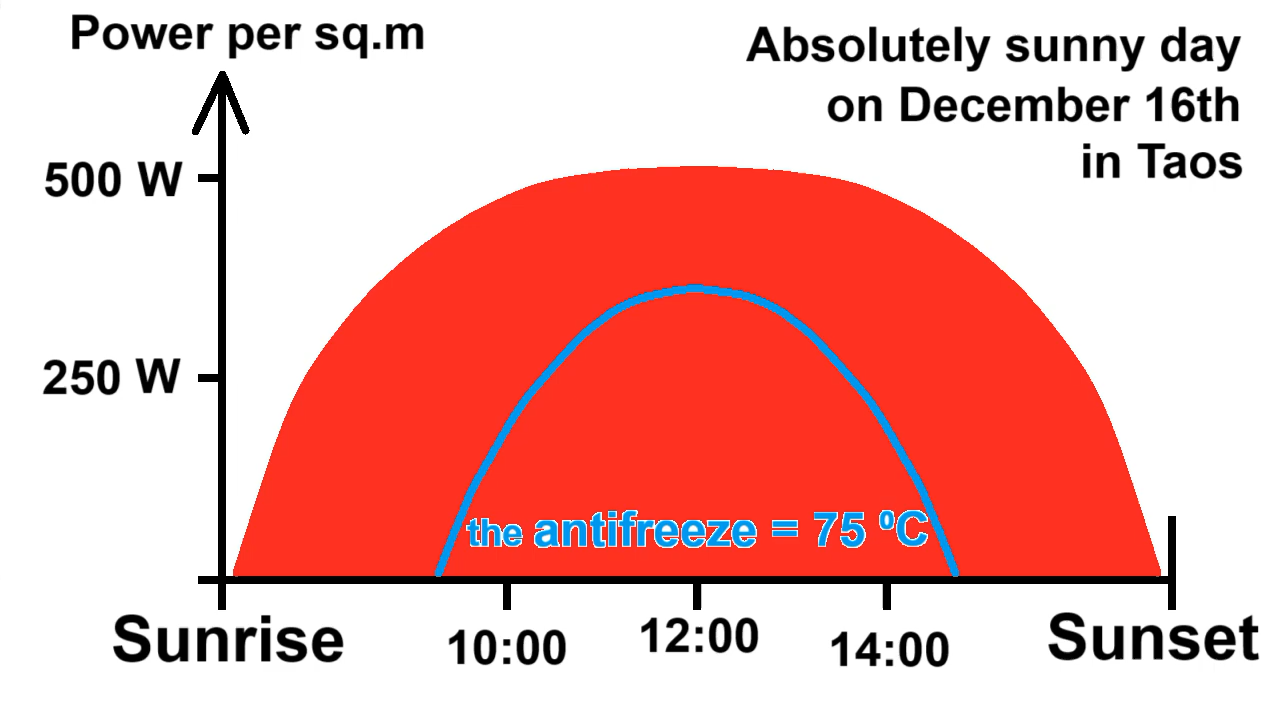 Power per sq.m
Absolutely sunny day
on December 16th
in Taos
500 W
250 W
the antifreeze = 75 ⁰C
Sunrise
10:00
12:00
14:00
Sunset